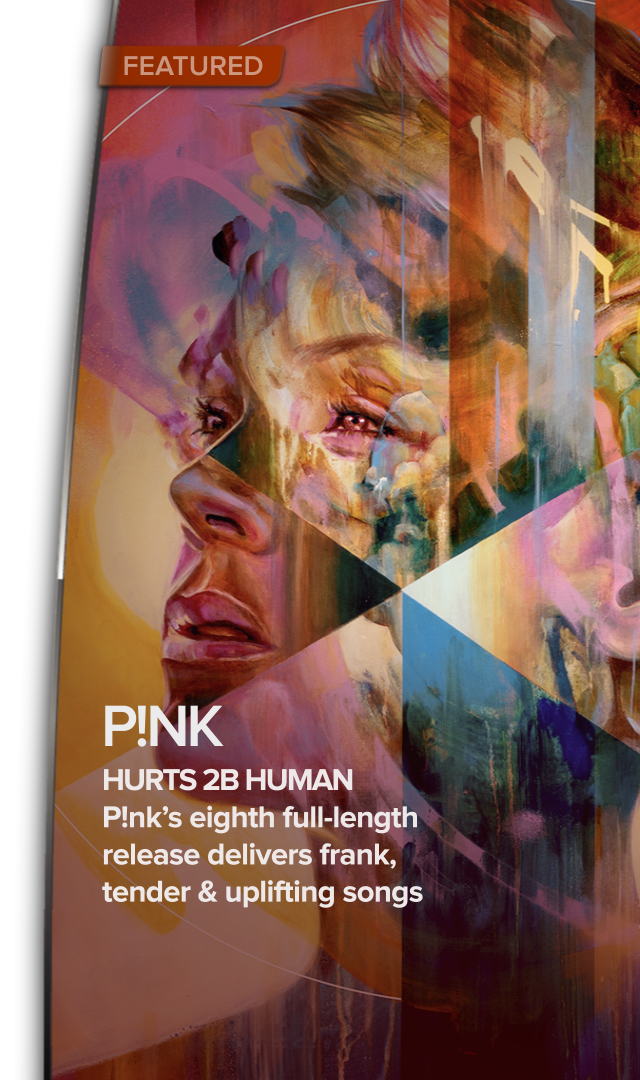 FEATURED
P!NK
HURTS 2B HUMAN
P!nk’s eighth full-length
release delivers frank,
tender & uplifting songs